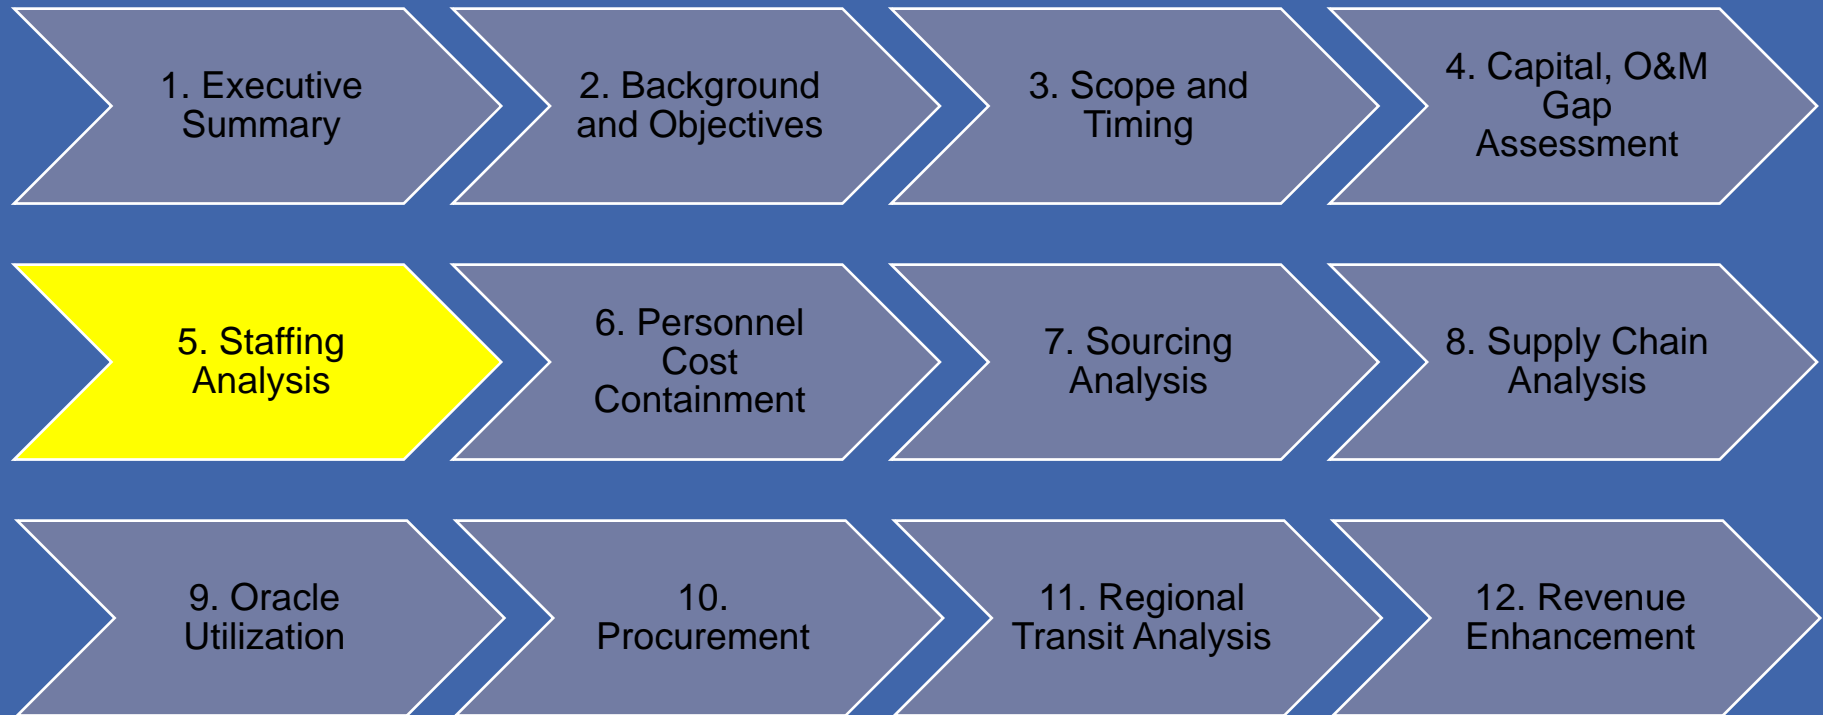 1. Executive
Summary
2. Background
and Objectives
3. Scope and
Timing
4. Capital, O&M
Gap
Assessment
5. Staffing
Analysis
6. Personnel
Cost
Containment
7. Sourcing
Analysis
8. Supply Chain
Analysis
9. Oracle
Utilization
10.
Procurement
11. Regional
Transit Analysis
12. Revenue
Enhancement